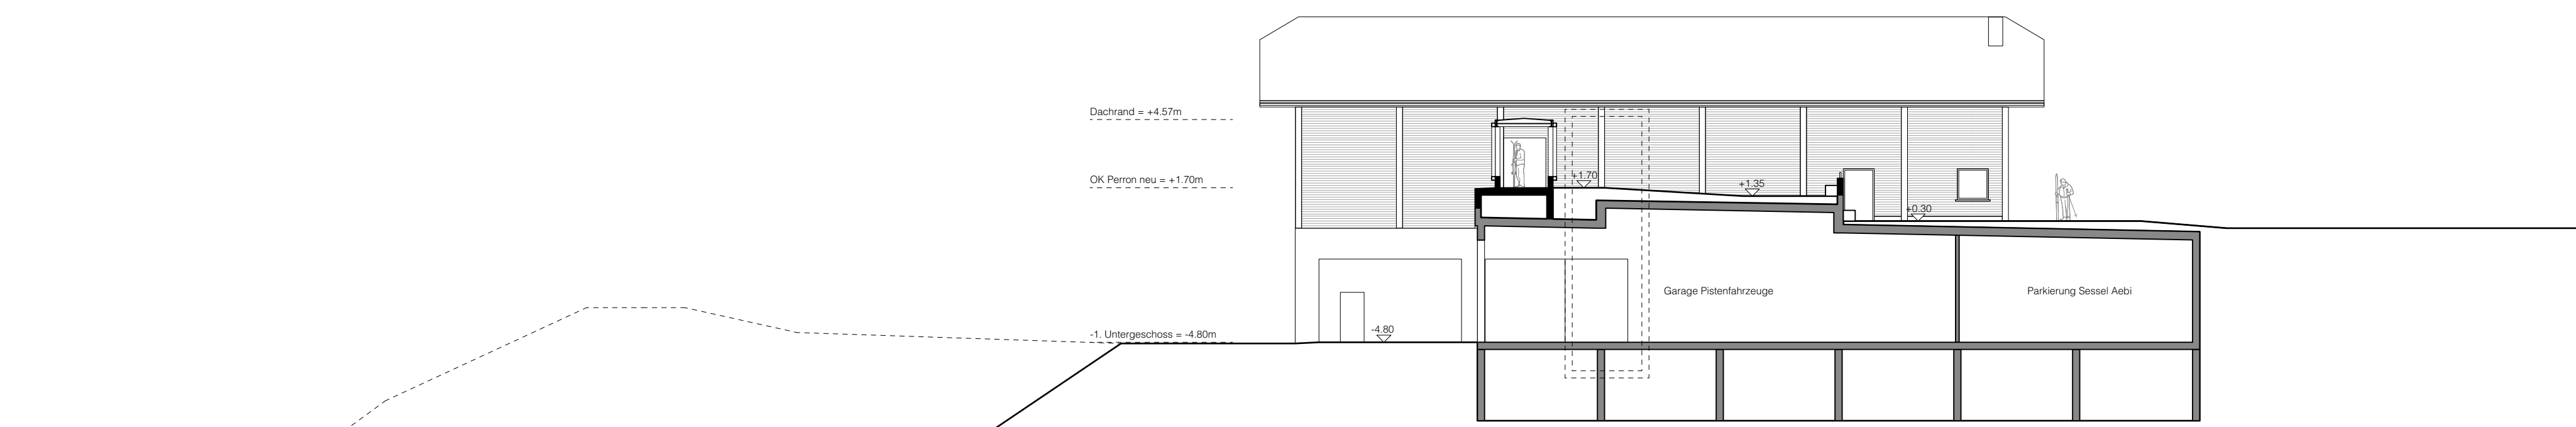 Dachrand = +4.57m
OK Perron neu = +1.70m
+1.70
+1.35
+0.30
Garage Pistenfahrzeuge
Parkierung Sessel Aebi
-4.80
-1. Untergeschoss = -4.80m